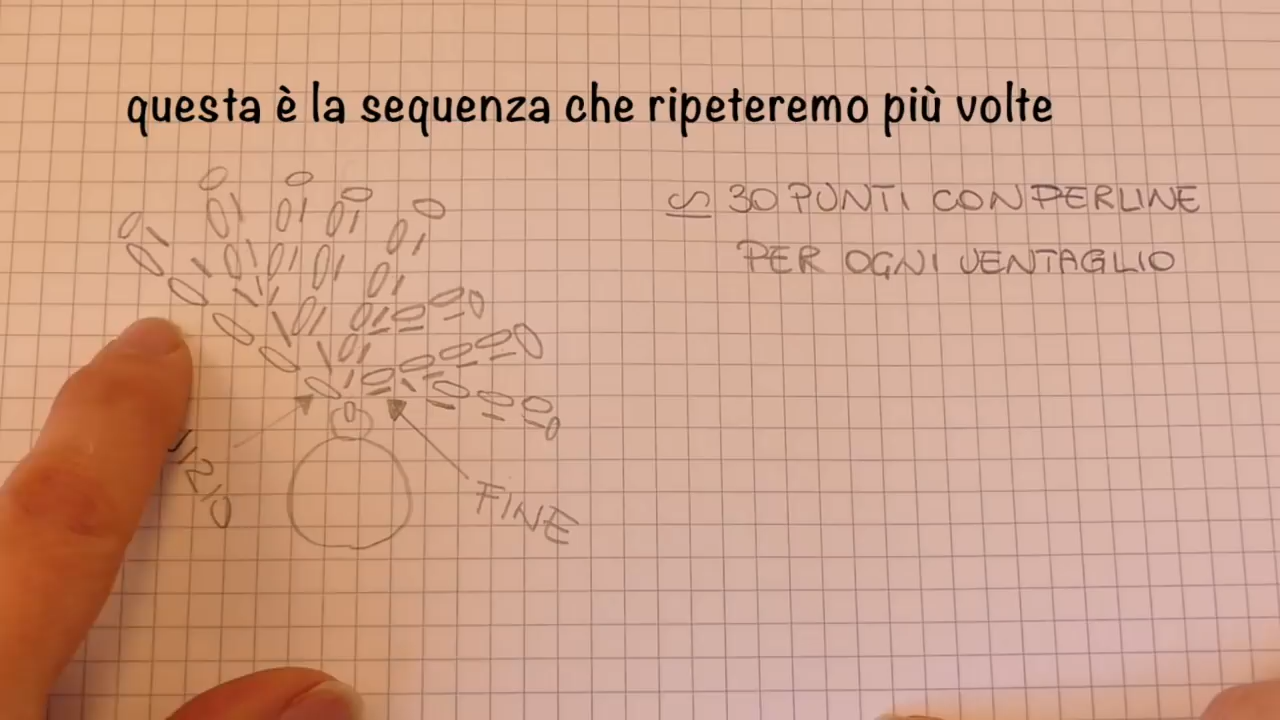 questa è la sequenza che ripeteremo più volte
≌ 30 PUNTI CON PERLINE
PER OGNI VENTAGLIO
FINE